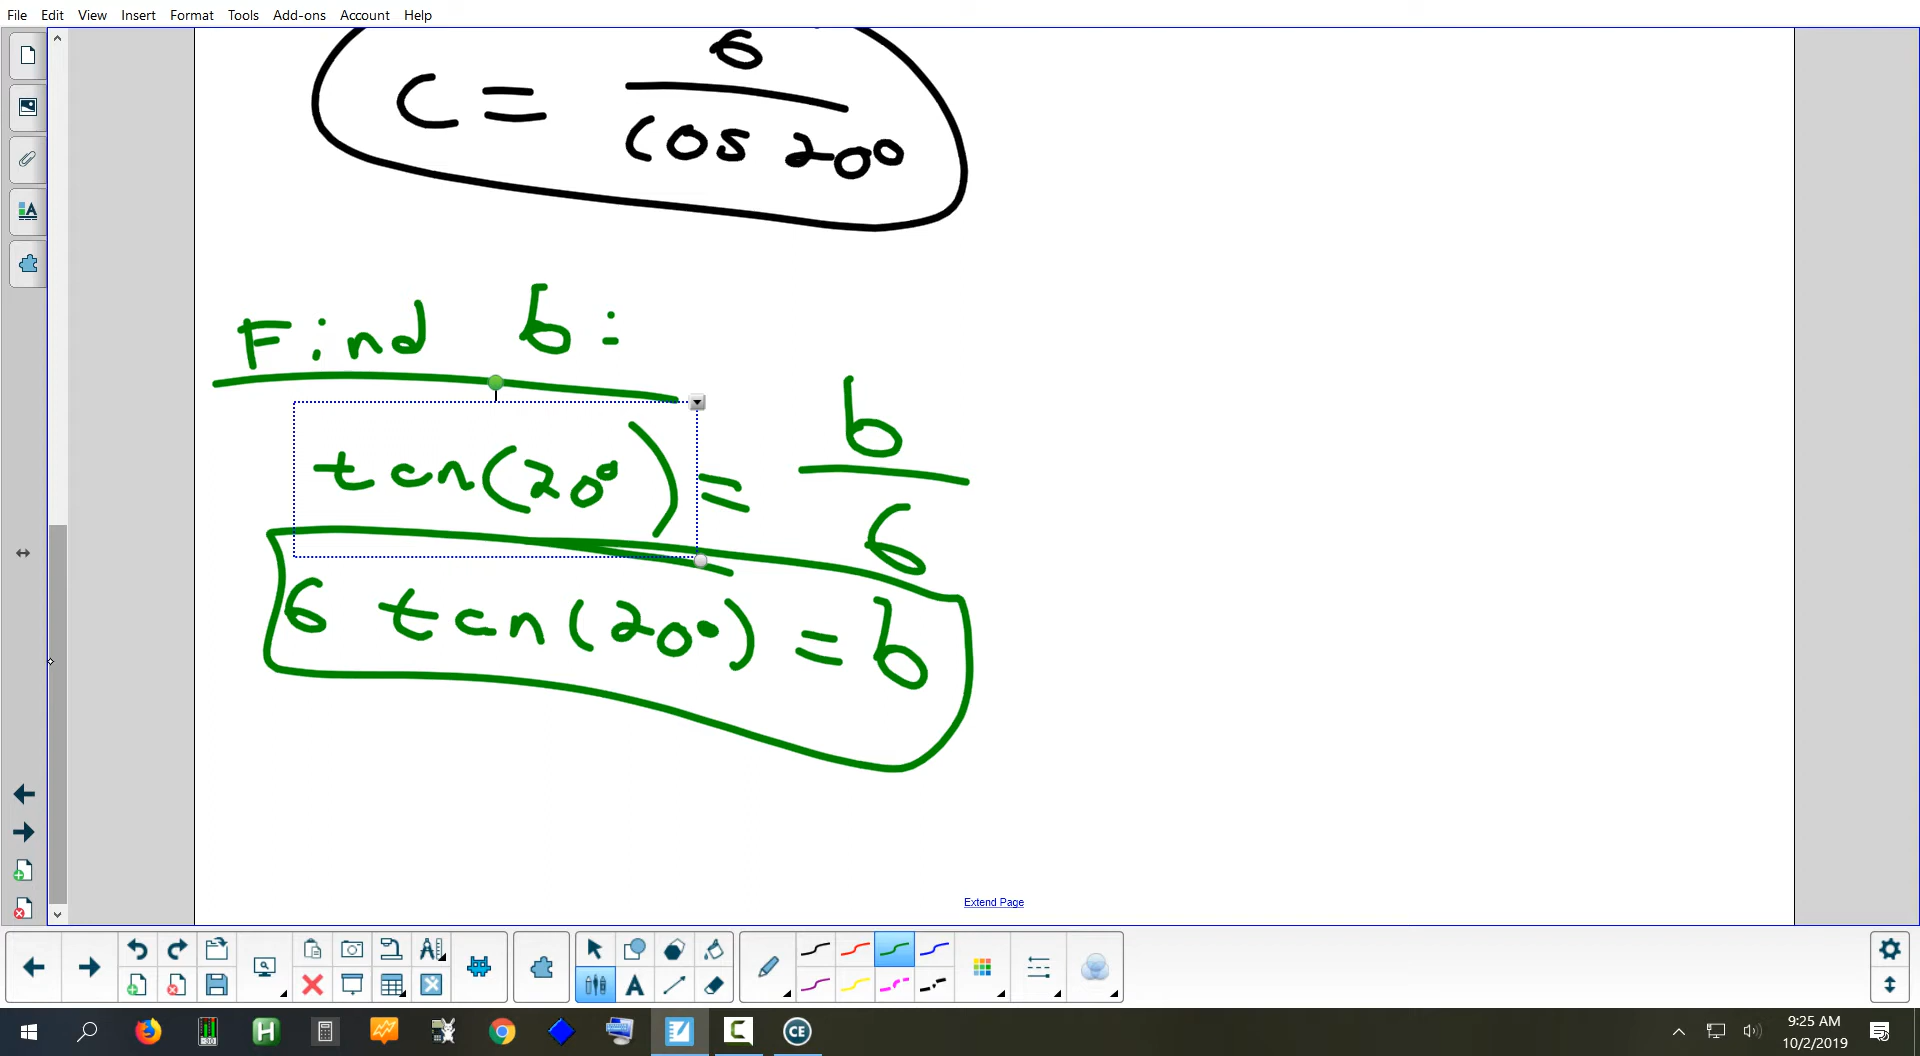 File Edit View Insert Format Tools Add-ons Account Help
6
c = cos 20°
Find b:
b
tan(20°) =
6
6 tan(20°) = b
Extend Page
A
CE
9:25 AM
10/2/2019